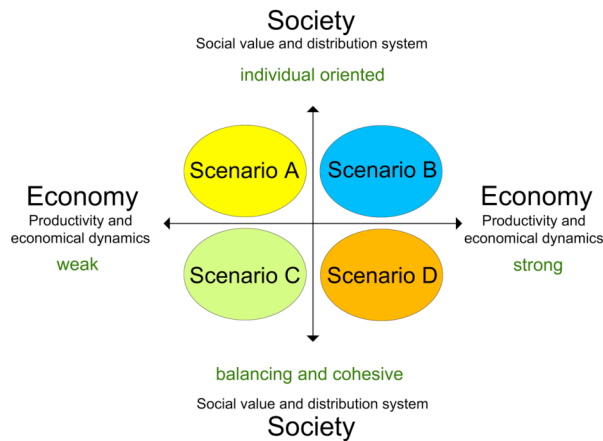 Society
Social value and distribution system
individual oriented
Scenario A
Scenario B
Economy
Productivity and
economical dynamics
weak
Economy
Productivity and
economical dynamics
strong
Scenario C
Scenario D
balancing and cohesive
Social value and distribution system
Society